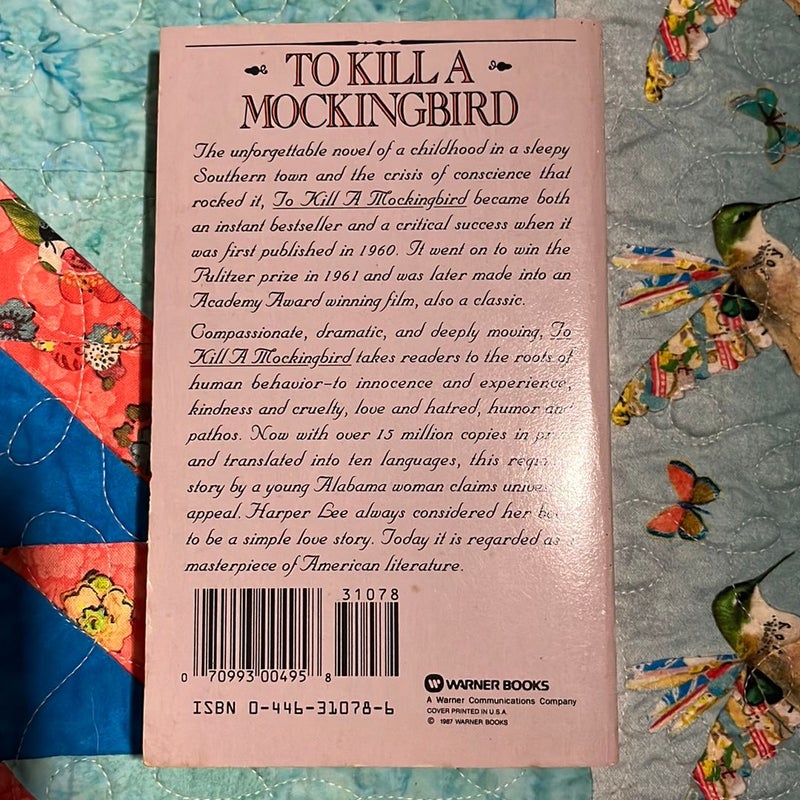 TO KILL A
MOCKINGBIRD
The unforgettable novel of a childhood in a sleepy
Southern town and the crisis of conscience that
rocked it, To Kill A Mockingbird became both
an instant bestseller and a critical success when it
was first published in 1960. It went on to win the
Pulitzer prize in 1961 and was later made into an
Academy Award winning film, also a classic.
Compassionate, dramatic, and deeply moving, To
Kill A Mockingbird takes readers to the roots of
human behavior–to innocence and experience,
kindness and cruelty, love and hatred, humor and
pathos. Now with over 15 million copies in
and translated into ten languages, this
story by a young Alabama woman claims
appeal. Harper Lee always considered her
to be a simple love story. Today it is regarded as
masterpiece of American literature.
31078
0 70993 00495 8
ISBN 0-446-31078-6
W WARNER BOOKS
A Warner Communications Company
COVER PRINTED IN U.S.A.
© 1987 WARNER BOOKS